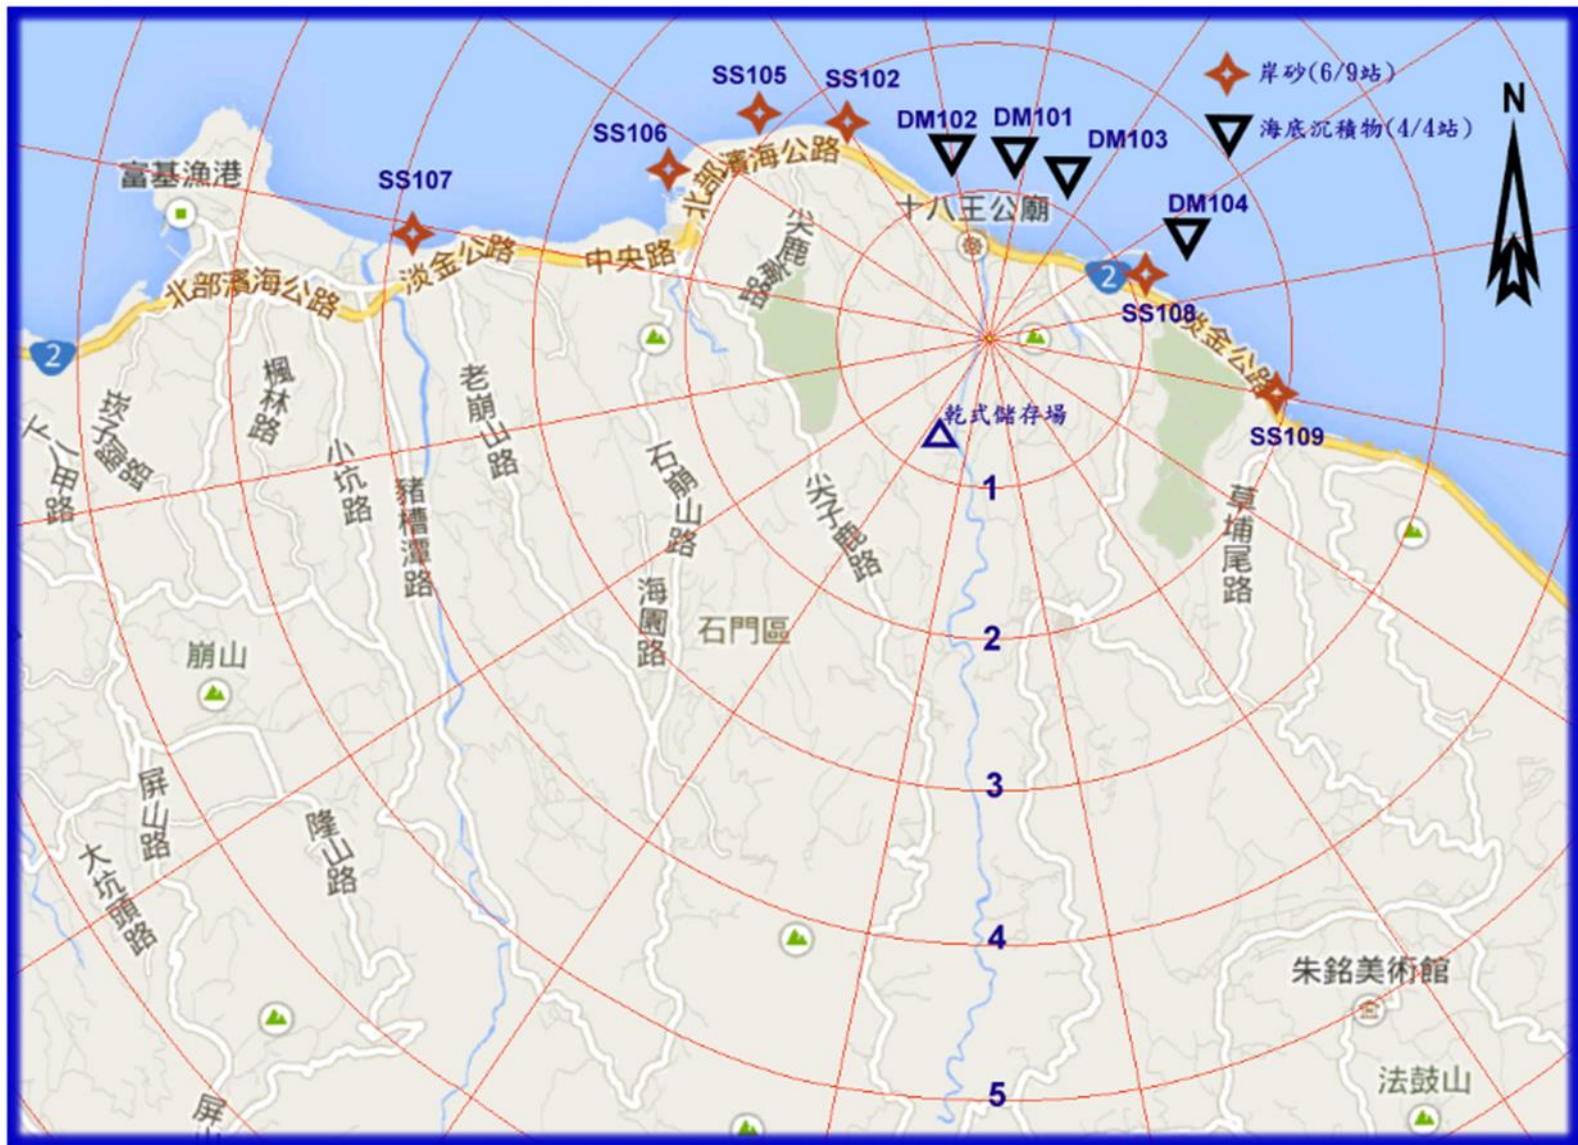 SS105
SS102
岸砂(6/9站)
N
DM102
DM101
DM103
海底沉積物(4/4站)
SS106
北部濱海公路
富基漁港
SS107
十八王公廟
DM104
尖鹿路
淡金公路
中央路
2
北部濱海公路
SS108
淡金公路
2
楓林路
老崩山路
乾式儲存場
SS109
崁子腳路
小坑路
石崩山路
1
豬槽潭路
尖子鹿路
草埔尾路
海園路
石門區
2
崩山
3
屏山路
隆山路
大坑頭路
4
朱銘美術館
5
法鼓山
屏